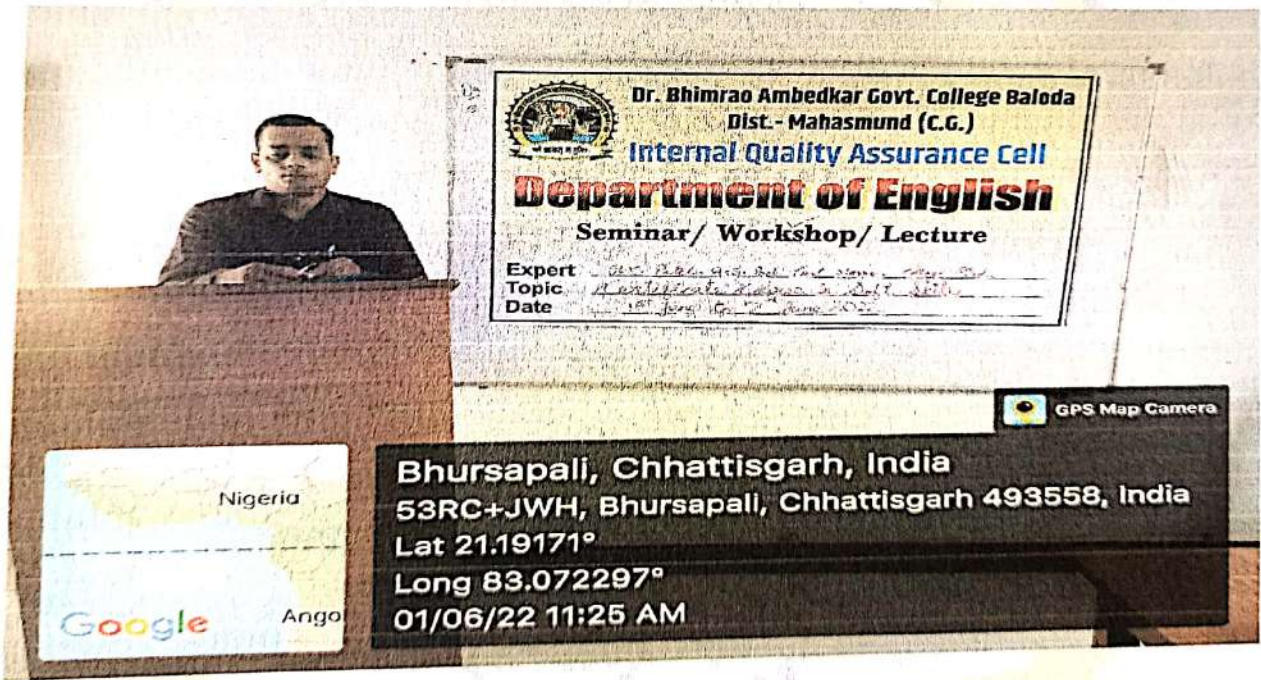 Dr. Bhimrao Ambedkar Govt. College Baloda
Dist.- Mahasmund (C.G.)
Internal Quality Assurance Cell
Department of English
Seminar/ Workshop/ Lecture
Expert
Topic
Date
GPS Map Camera
Bhursapali, Chhattisgarh, India
53RC+JWH, Bhursapali, Chhattisgarh 493558, India
Lat 21.19171°
Long 83.072297°
01/06/22 11:25 AM
Nigeria
Ango
Google